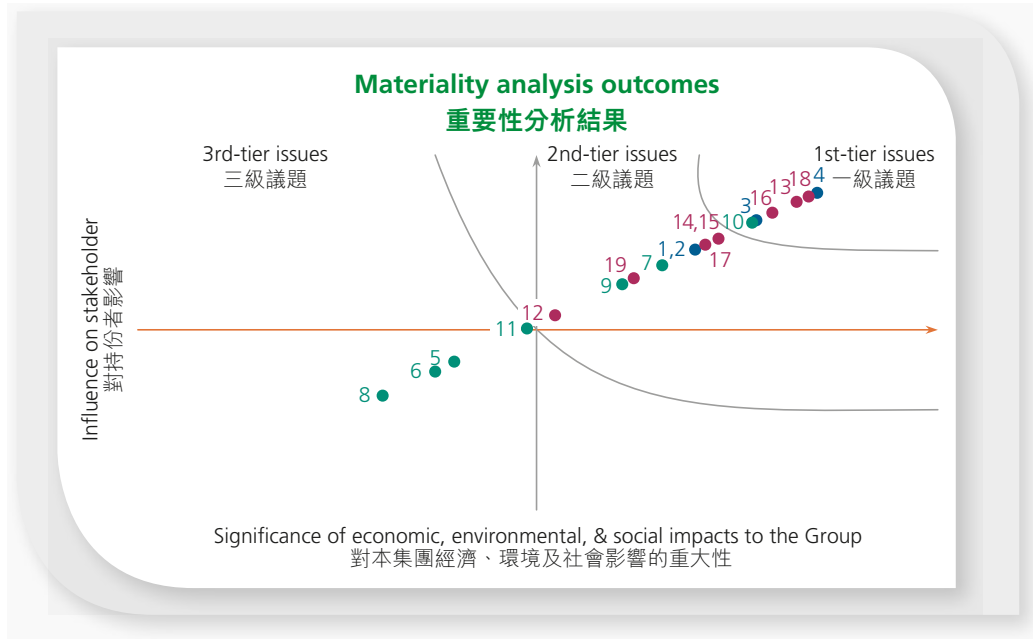 Materiality analysis outcomes
重要性分析結果
3rd-tier issues
三級議題
2nd-tier issues
二級議題
1st-tier issues
一級議題
4
18
13
16
3
10
14,15
17
1,2
7
19
9
12
11
5
6
8
Influence on stakeholder
對持份者影響
Significance of economic, environmental, & social impacts to the Group
對本集團經濟、環境及社會影響的重大性